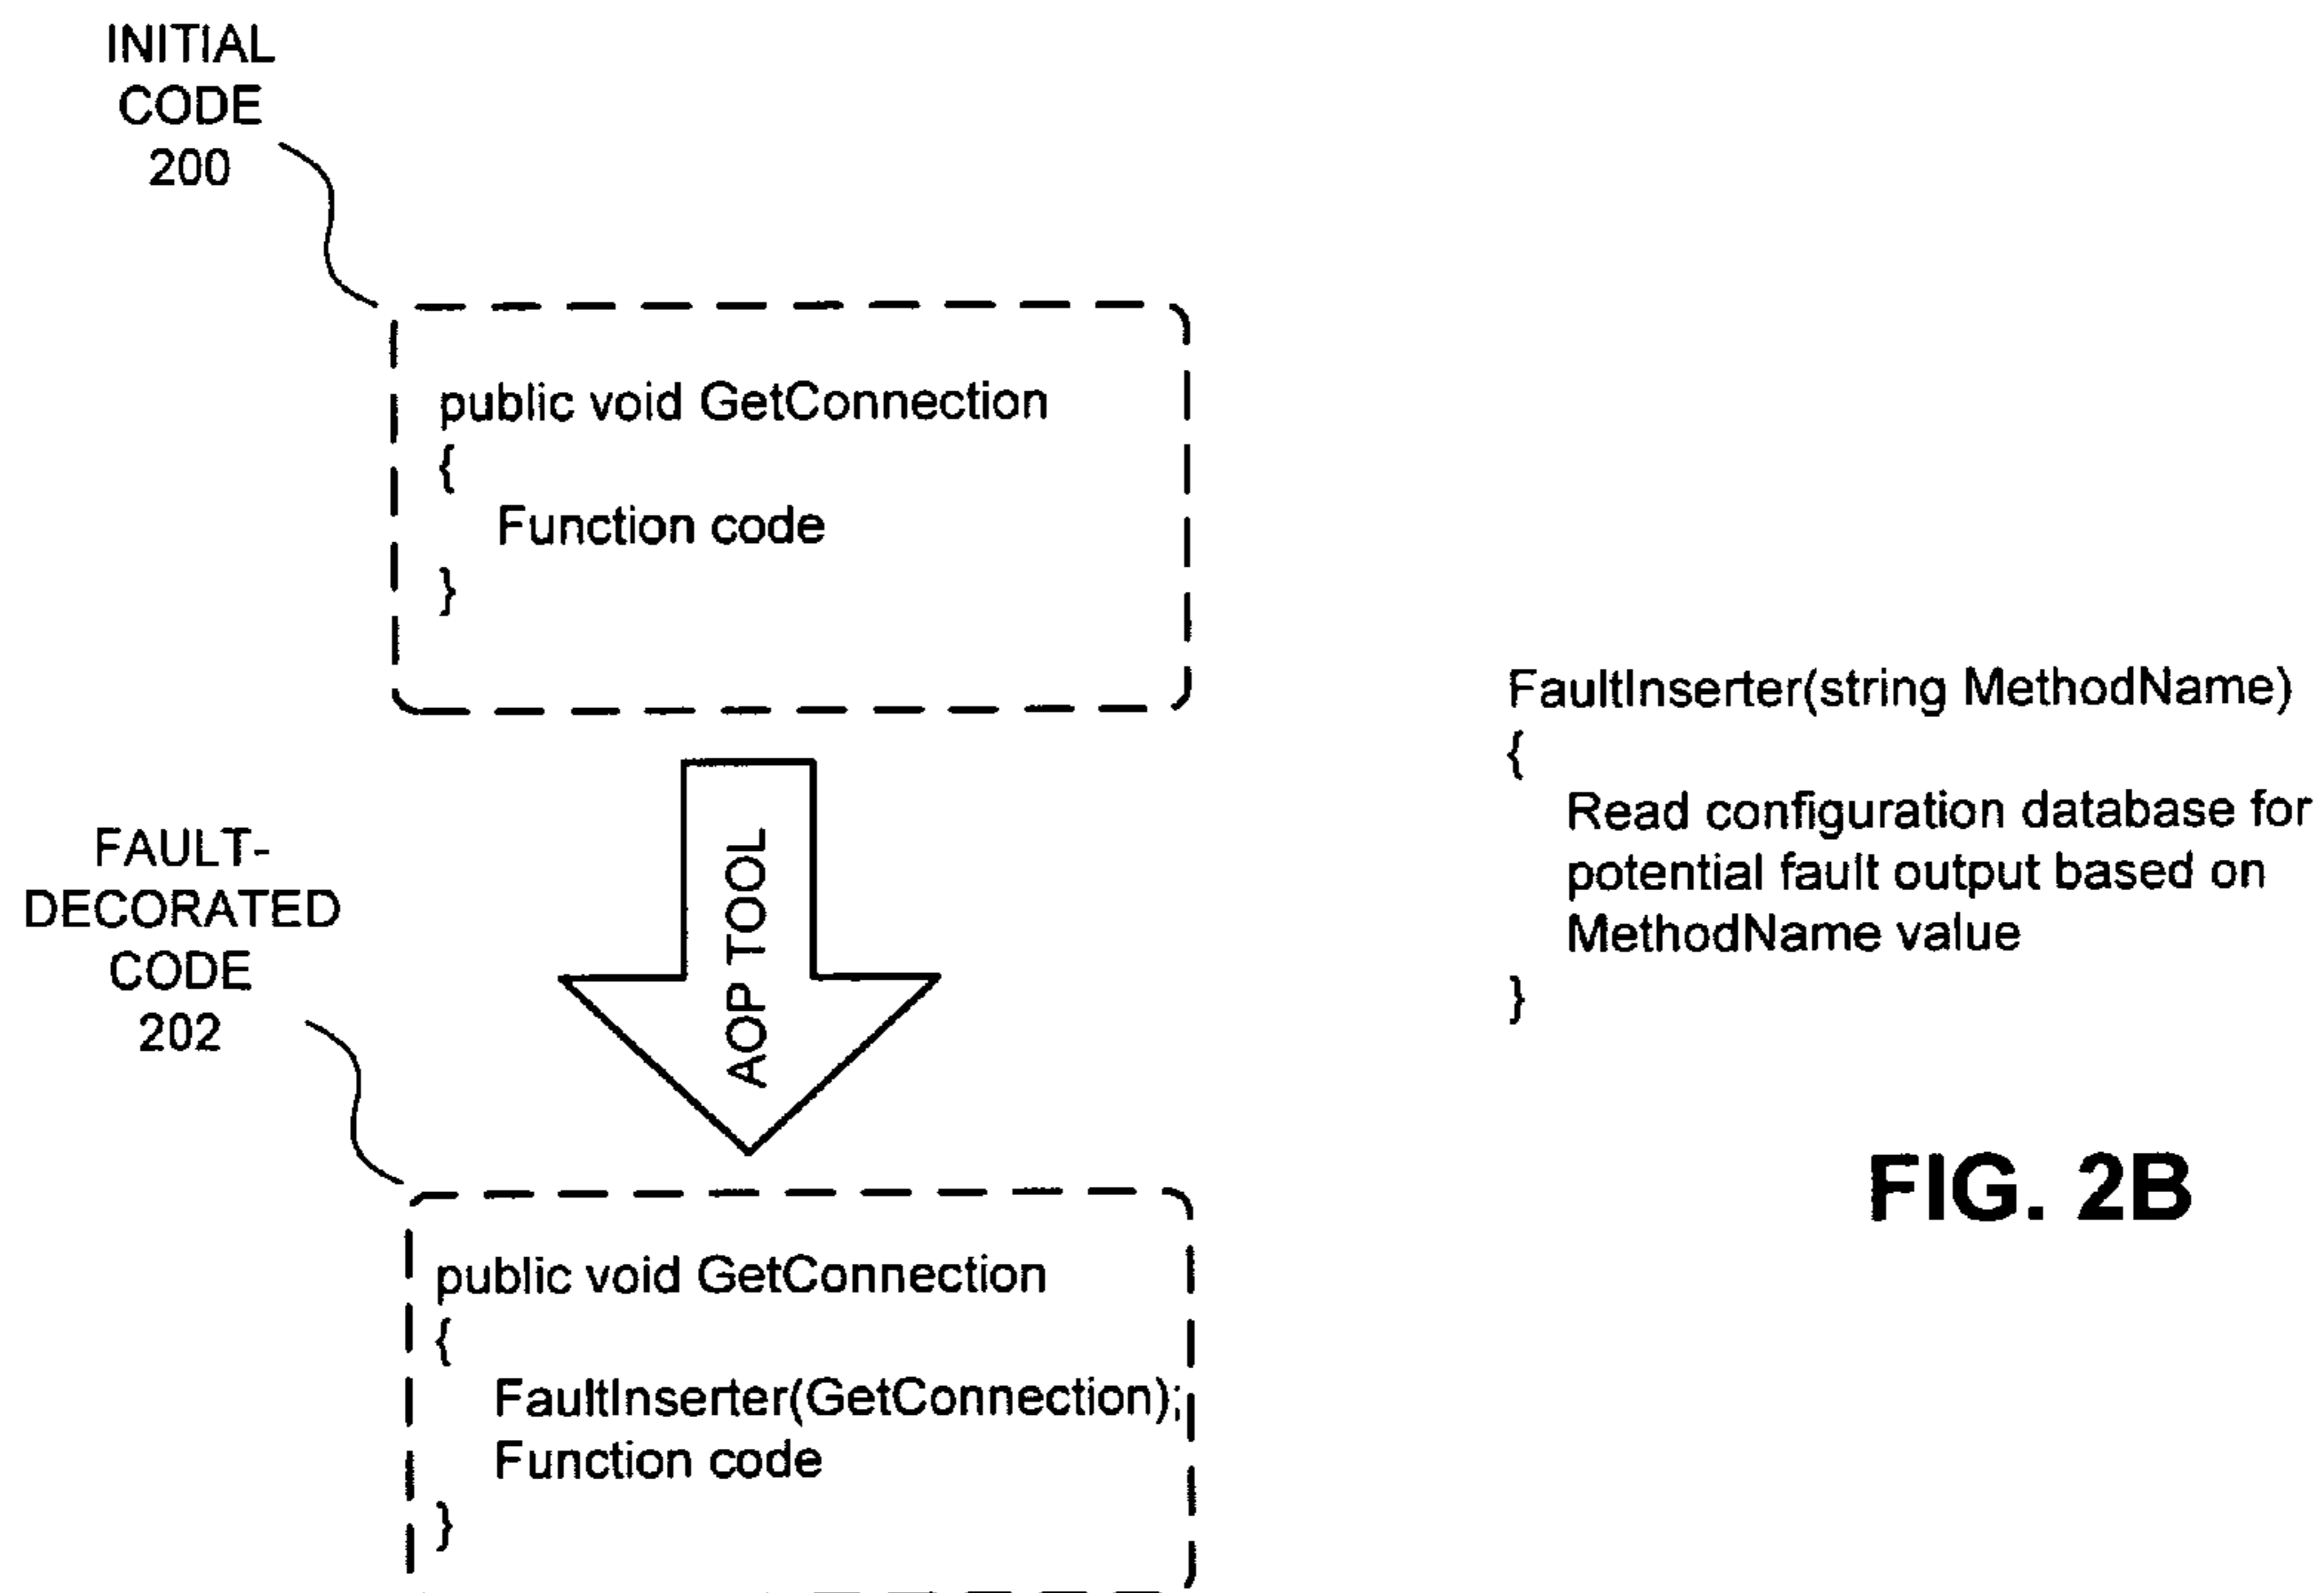 INITIAL
CODE
200
public void GetConnection
{
Function code
}
AOP TOOL
FAULT-
DECORATED
CODE
202
public void GetConnection
{
FaultInserter(GetConnection);
Function code
}
FaultInserter(string MethodName)
{
Read configuration database for
potential fault output based on
MethodName value
}
FIG. 2B